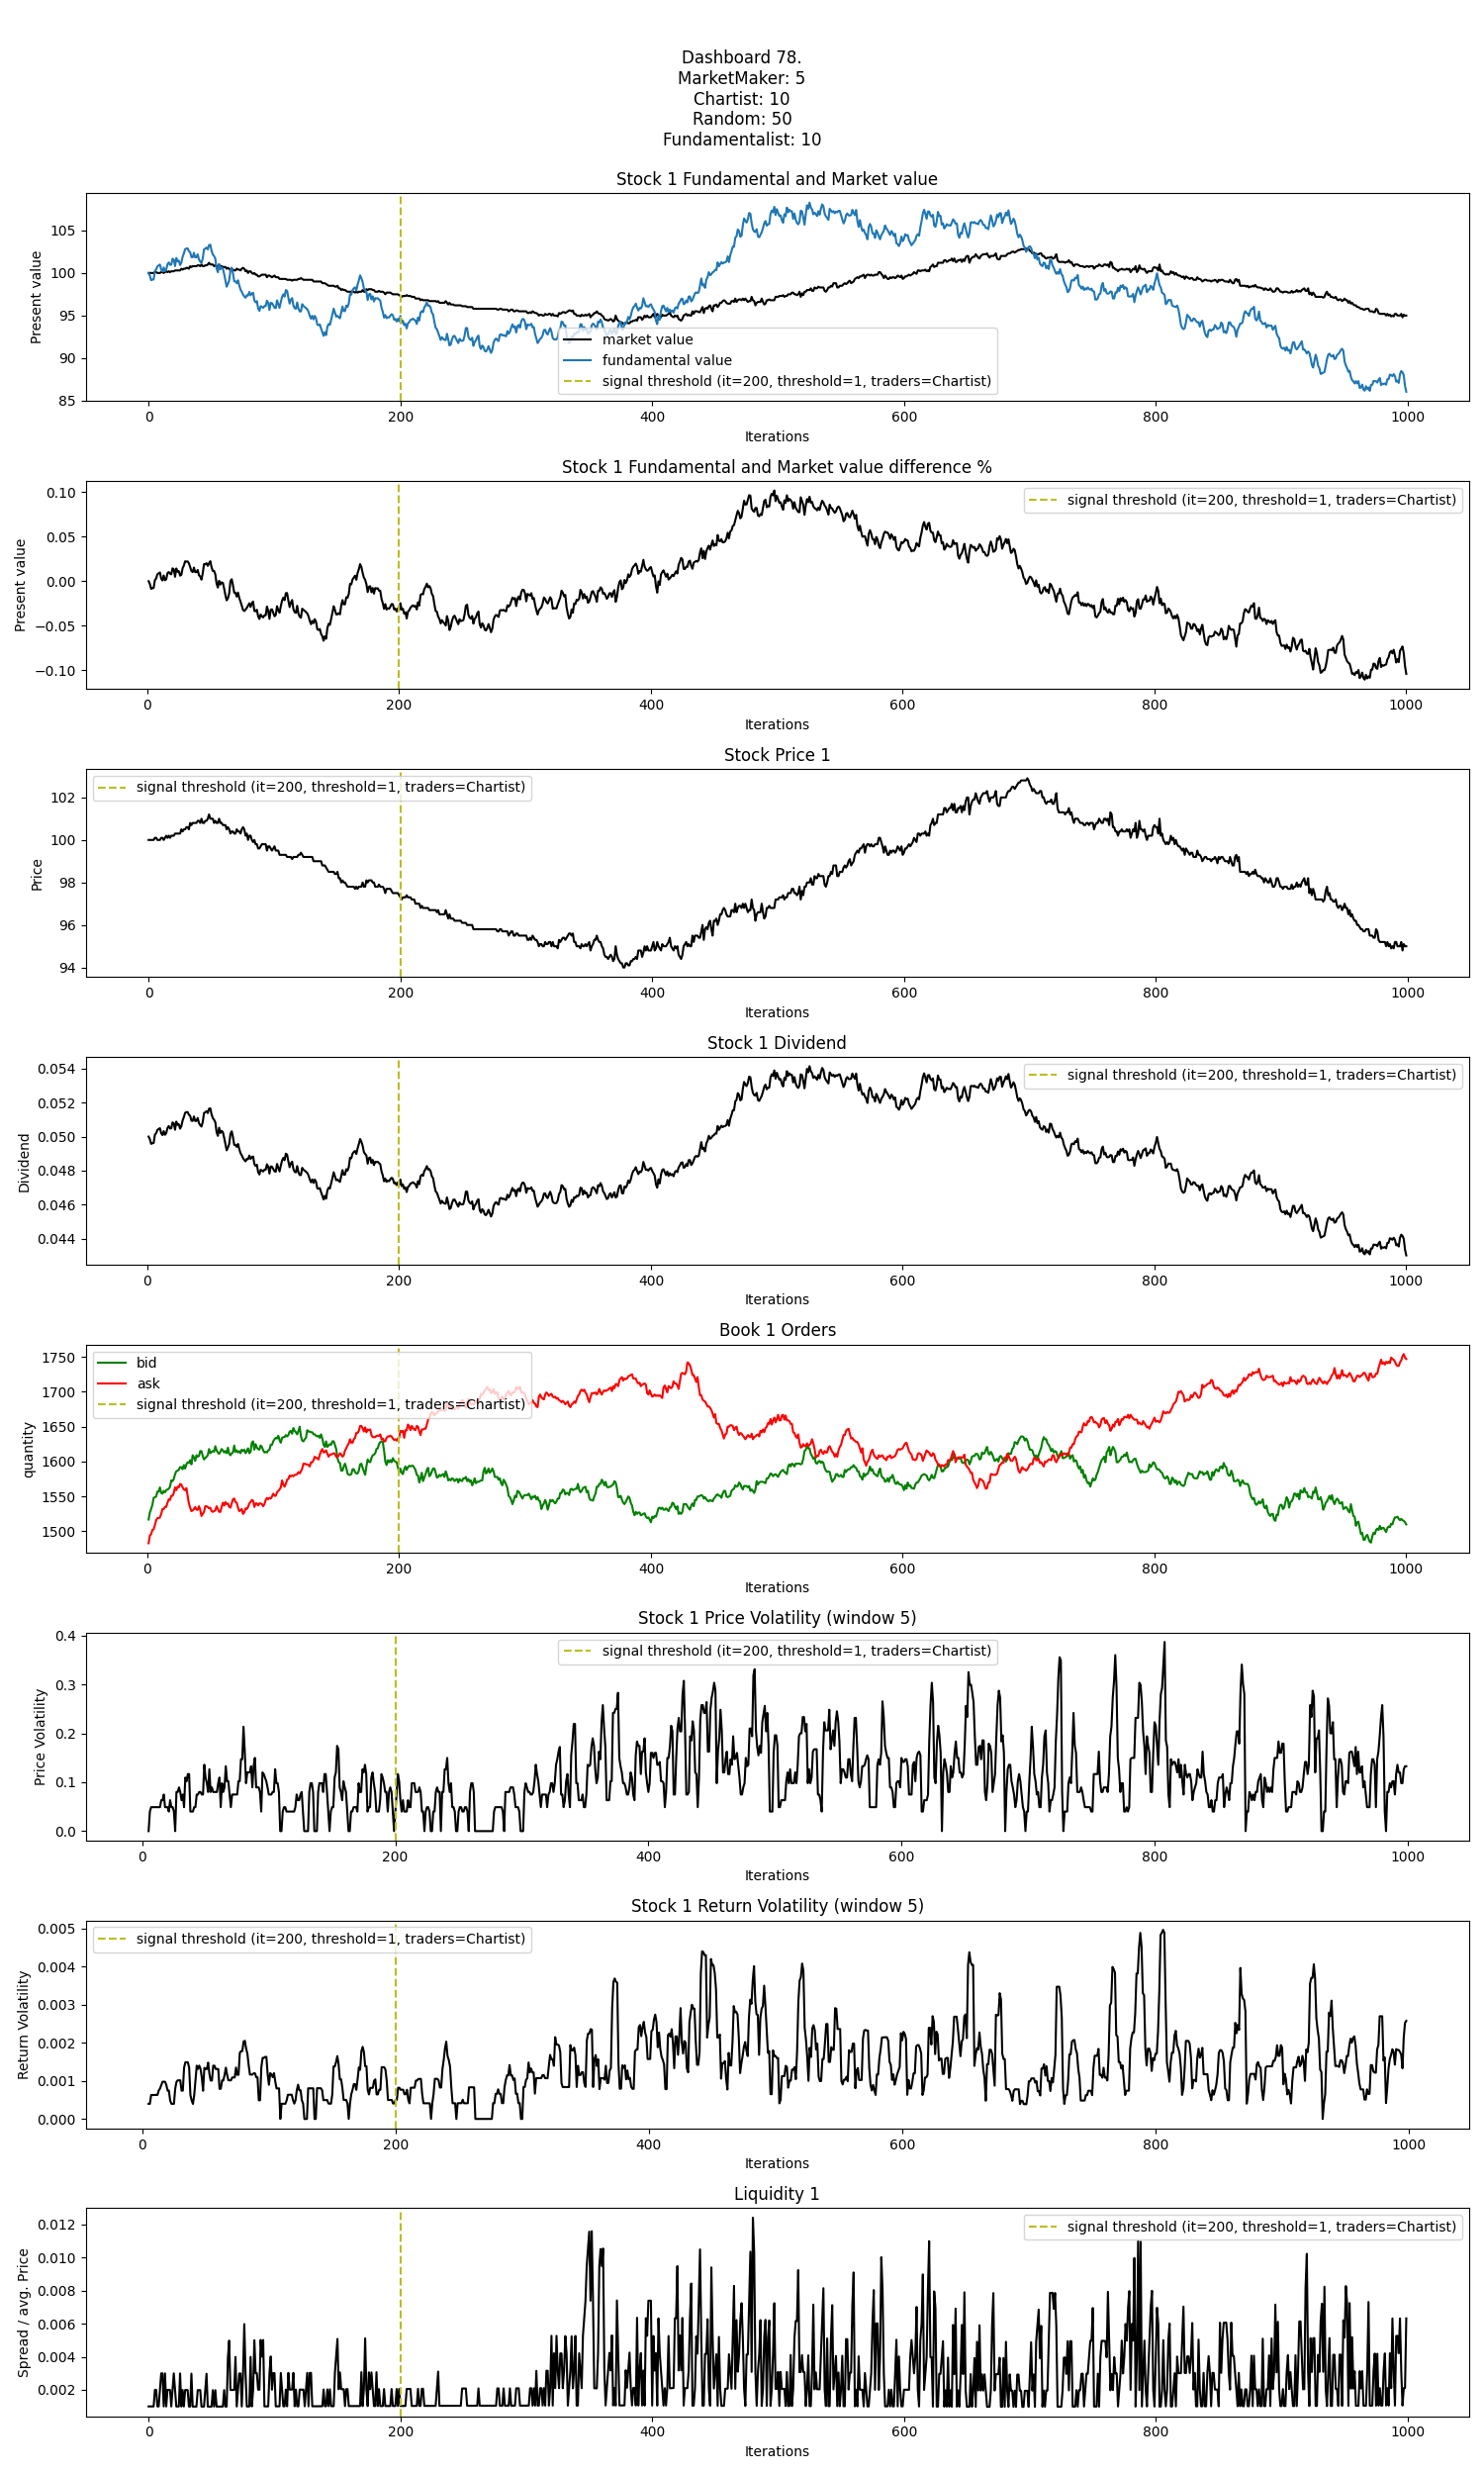 Dashboard 78.
MarketMaker: 5
Chartist: 10
Random: 50
Fundamentalist: 10
Stock 1 Fundamental and Market value
Present value
105
100
95
90
85
market value
fundamental value
signal threshold (it=200, threshold=1, traders=Chartist)
0 200 400 600 800 1000
Iterations
Stock 1 Fundamental and Market value difference %
Present value
0.10
0.05
0.00
−0.05
−0.10
signal threshold (it=200, threshold=1, traders=Chartist)
0 200 400 600 800 1000
Iterations
Stock Price 1
Price
102
100
98
96
94
signal threshold (it=200, threshold=1, traders=Chartist)
0 200 400 600 800 1000
Iterations
Stock 1 Dividend
Dividend
0.054
0.052
0.050
0.048
0.046
0.044
signal threshold (it=200, threshold=1, traders=Chartist)
0 200 400 600 800 1000
Iterations
Book 1 Orders
quantity
1750
1700
1650
1600
1550
1500
bid
ask
signal threshold (it=200, threshold=1, traders=Chartist)
0 200 400 600 800 1000
Iterations
Stock 1 Price Volatility (window 5)
Price Volatility
0.4
0.3
0.2
0.1
0.0
signal threshold (it=200, threshold=1, traders=Chartist)
0 200 400 600 800 1000
Iterations
Stock 1 Return Volatility (window 5)
Return Volatility
0.005
0.004
0.003
0.002
0.001
0.000
signal threshold (it=200, threshold=1, traders=Chartist)
0 200 400 600 800 1000
Iterations
Liquidity 1
Spread / avg. Price
0.012
0.010
0.008
0.006
0.004
0.002
signal threshold (it=200, threshold=1, traders=Chartist)
0 200 400 600 800 1000
Iterations